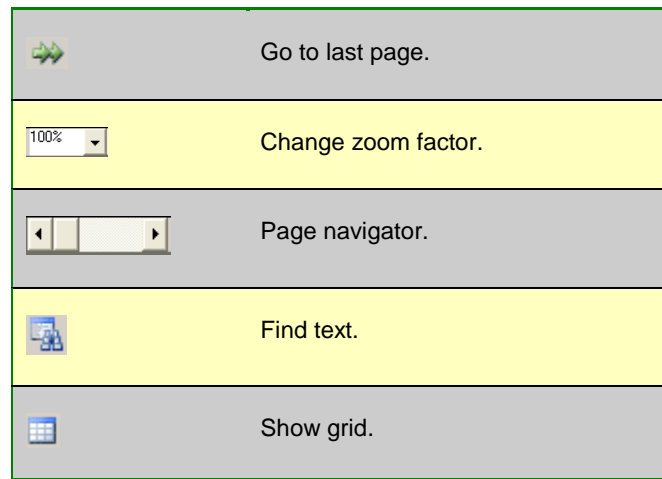 Go to last page.
100%
Change zoom factor.
Page navigator.
Find text.
Show grid.